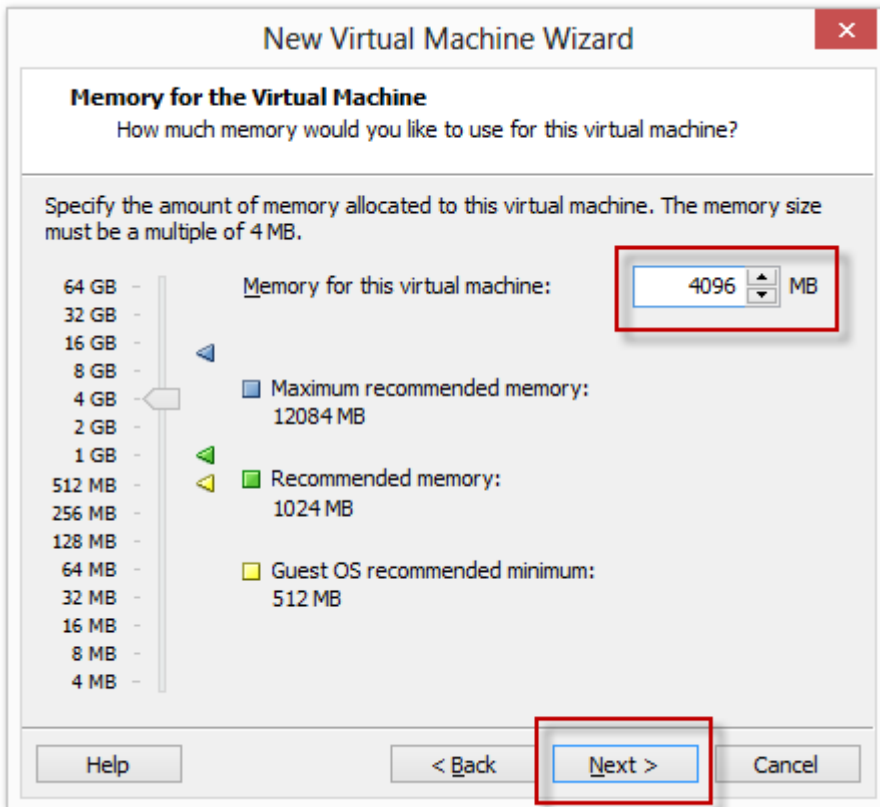 New Virtual Machine Wizard
Memory for the Virtual Machine
How much memory would you like to use for this virtual machine?
Specify the amount of memory allocated to this virtual machine. The memory size
must be a multiple of 4 MB.
Memory for this virtual machine: 4096 MB
64 GB
32 GB
16 GB
8 GB
4 GB
2 GB
1 GB
512 MB
256 MB
128 MB
64 MB
32 MB
16 MB
8 MB
4 MB
Maximum recommended memory:
12084 MB
Recommended memory:
1024 MB
Guest OS recommended minimum:
512 MB
Help < Back Next > Cancel